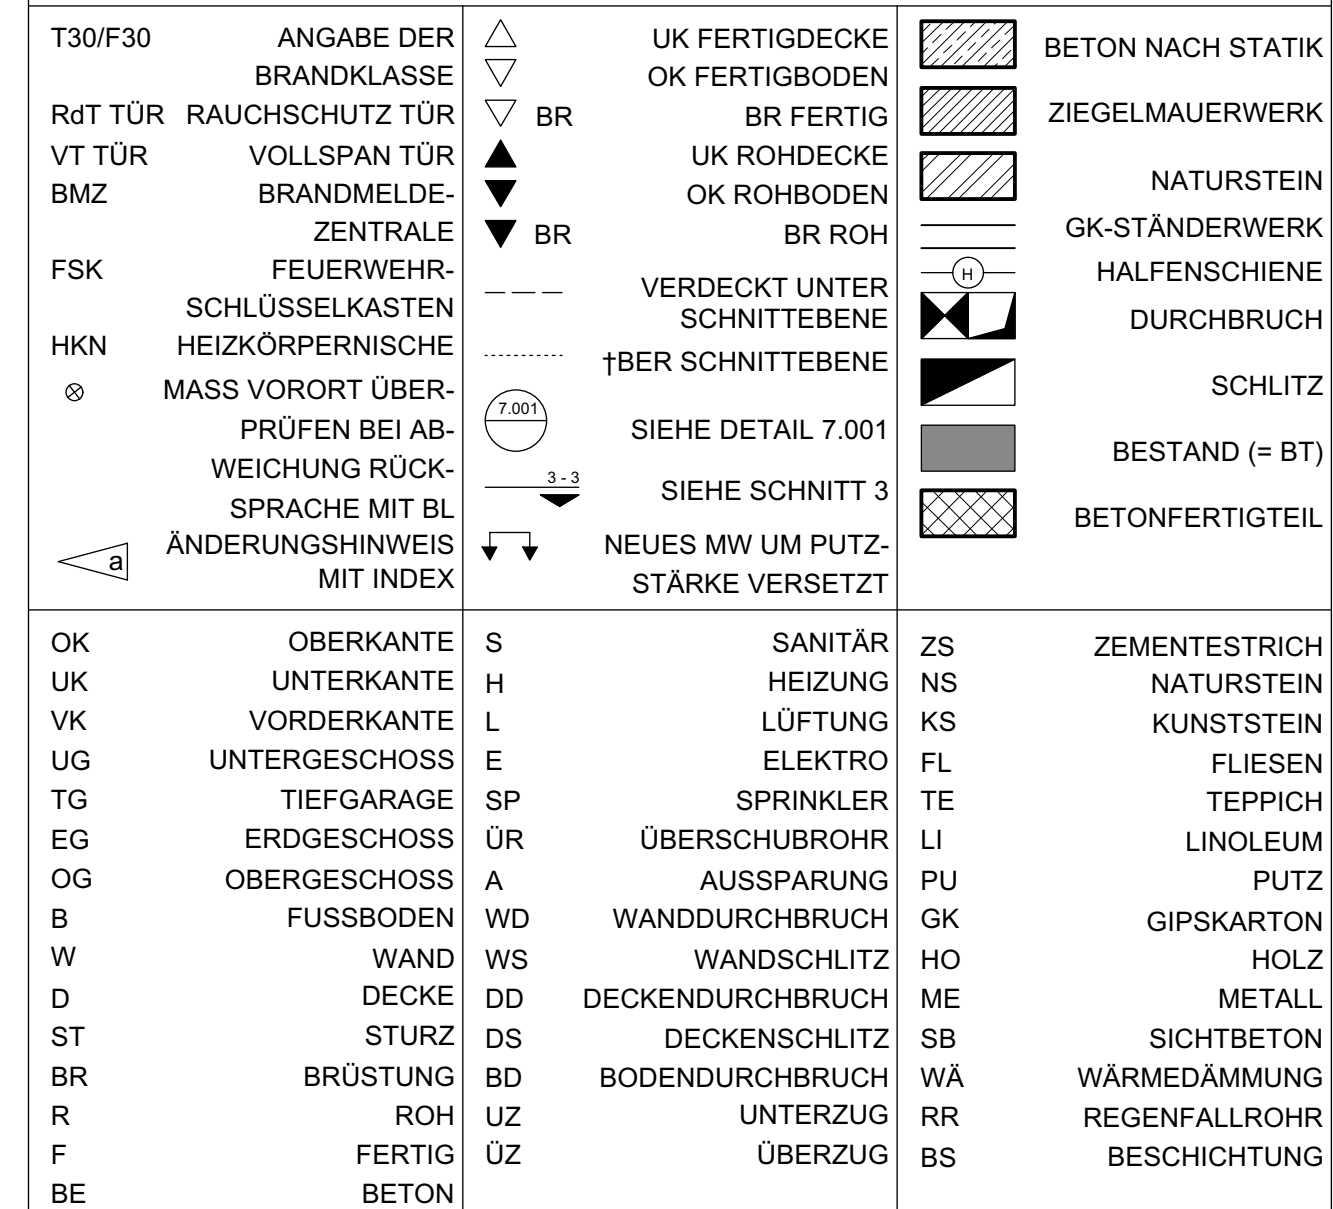 T30/F30 ANGABE DER
BRANDKLASSE
RdT TÜR RAUCHSCHUTZ TÜR
VT TÜR VOLLSPAN TÜR
BMZ BRANDMELDE-
ZENTRALE
FSK FEUERWEHR-
SCHLÜSSELKASTEN
HKN HEIZKÖRPERNISCHE
MASS VORORT ÜBER-
PRÜFEN BEI AB-
WEICHUNG RÜCK-
SPRACHE MIT BL
a ÄNDERUNGSHINWEIS
MIT INDEX
UK FERTIGDECKE
OK FERTIGBODEN
BR BR FERTIG
UK ROHDECKE
OK ROHBODEN
BR BR ROH
VERDECKT UNTER
SCHNITTEBENE
†BER SCHNITTEBENE
7.001 SIEHE DETAIL 7.001
3 - 3 SIEHE SCHNITT 3
NEUES MW UM PUTZ-
STÄRKE VERSETZT
BETON NACH STATIK
ZIEGELMAUERWERK
NATURSTEIN
GK-STÄNDERWERK
H HALFENSCHIENE
DURCHBRUCH
SCHLITZ
BESTAND (= BT)
BETONFERTIGTEIL
OK OBERKANTE
UK UNTERKANTE
VK VORDERKANTE
UG UNTERGESCHOSS
TG TIEFGARAGE
EG ERDGESCHOSS
OG OBERGESCHOSS
B FUSSBODEN
W WAND
D DECKE
ST STURZ
BR BRÜSTUNG
R ROH
F FERTIG
BE BETON
S SANITÄR
H HEIZUNG
L LÜFTUNG
E ELEKTRO
SP SPRINKLER
ÜR ÜBERSCHUBROHR
A AUSSPARUNG
WD WANDDURCHBRUCH
WS WANDSCHLITZ
DD DECKENDURCHBRUCH
DS DECKENSCHLITZ
BD BODENDURCHBRUCH
UZ UNTERZUG
ÜZ ÜBERZUG
ZS ZEMENTESTRICH
NS NATURSTEIN
KS KUNSTSTEIN
FL FLIESEN
TE TEPPICH
LI LINOLEUM
PU PUTZ
GK GIPSKARTON
HO HOLZ
ME METALL
SB SICHTBETON
WÄ WÄRMEDÄMMUNG
RR REGENFALLROHR
BS BESCHICHTUNG